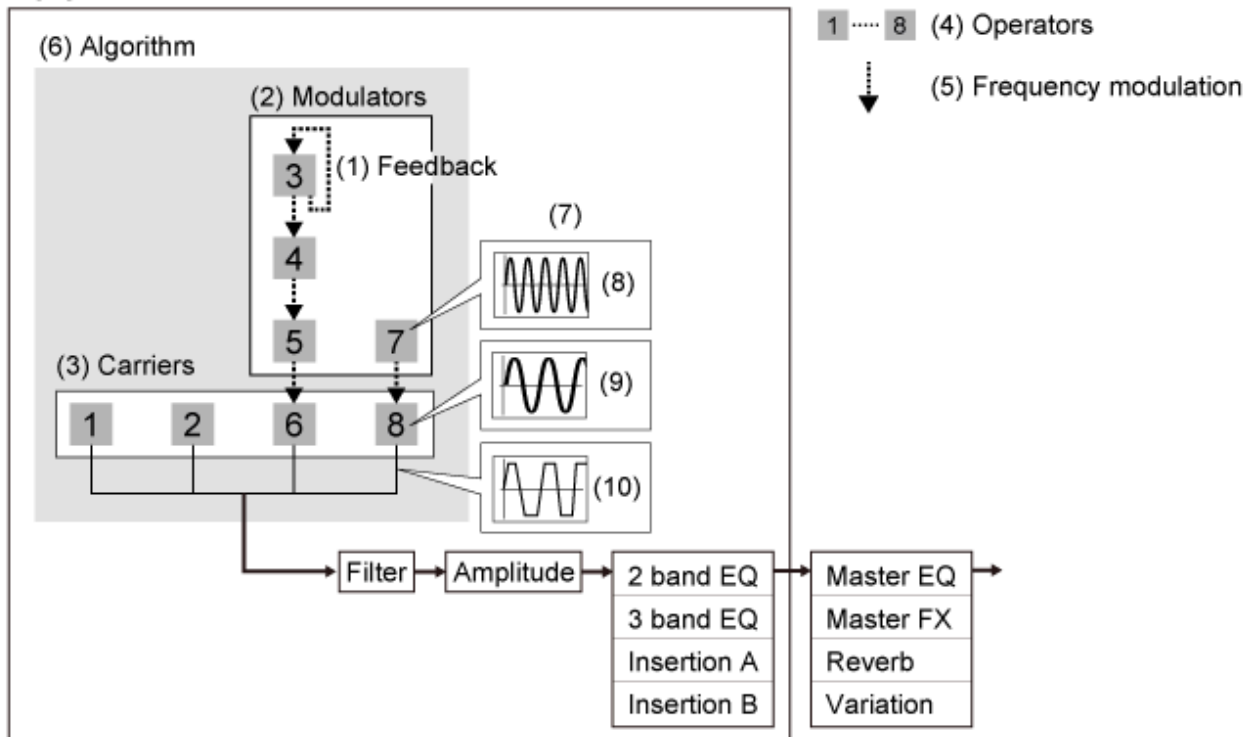 (6) Algorithm
(2) Modulators
3
(1) Feedback
4
5
7
(3) Carriers
1
2
6
8
(7)
(8)
(9)
(10)
Filter
Amplitude
2 band EQ
3 band EQ
Insertion A
Insertion B
Master EQ
Master FX
Reverb
Variation
1 8 (4) Operators
(5) Frequency modulation